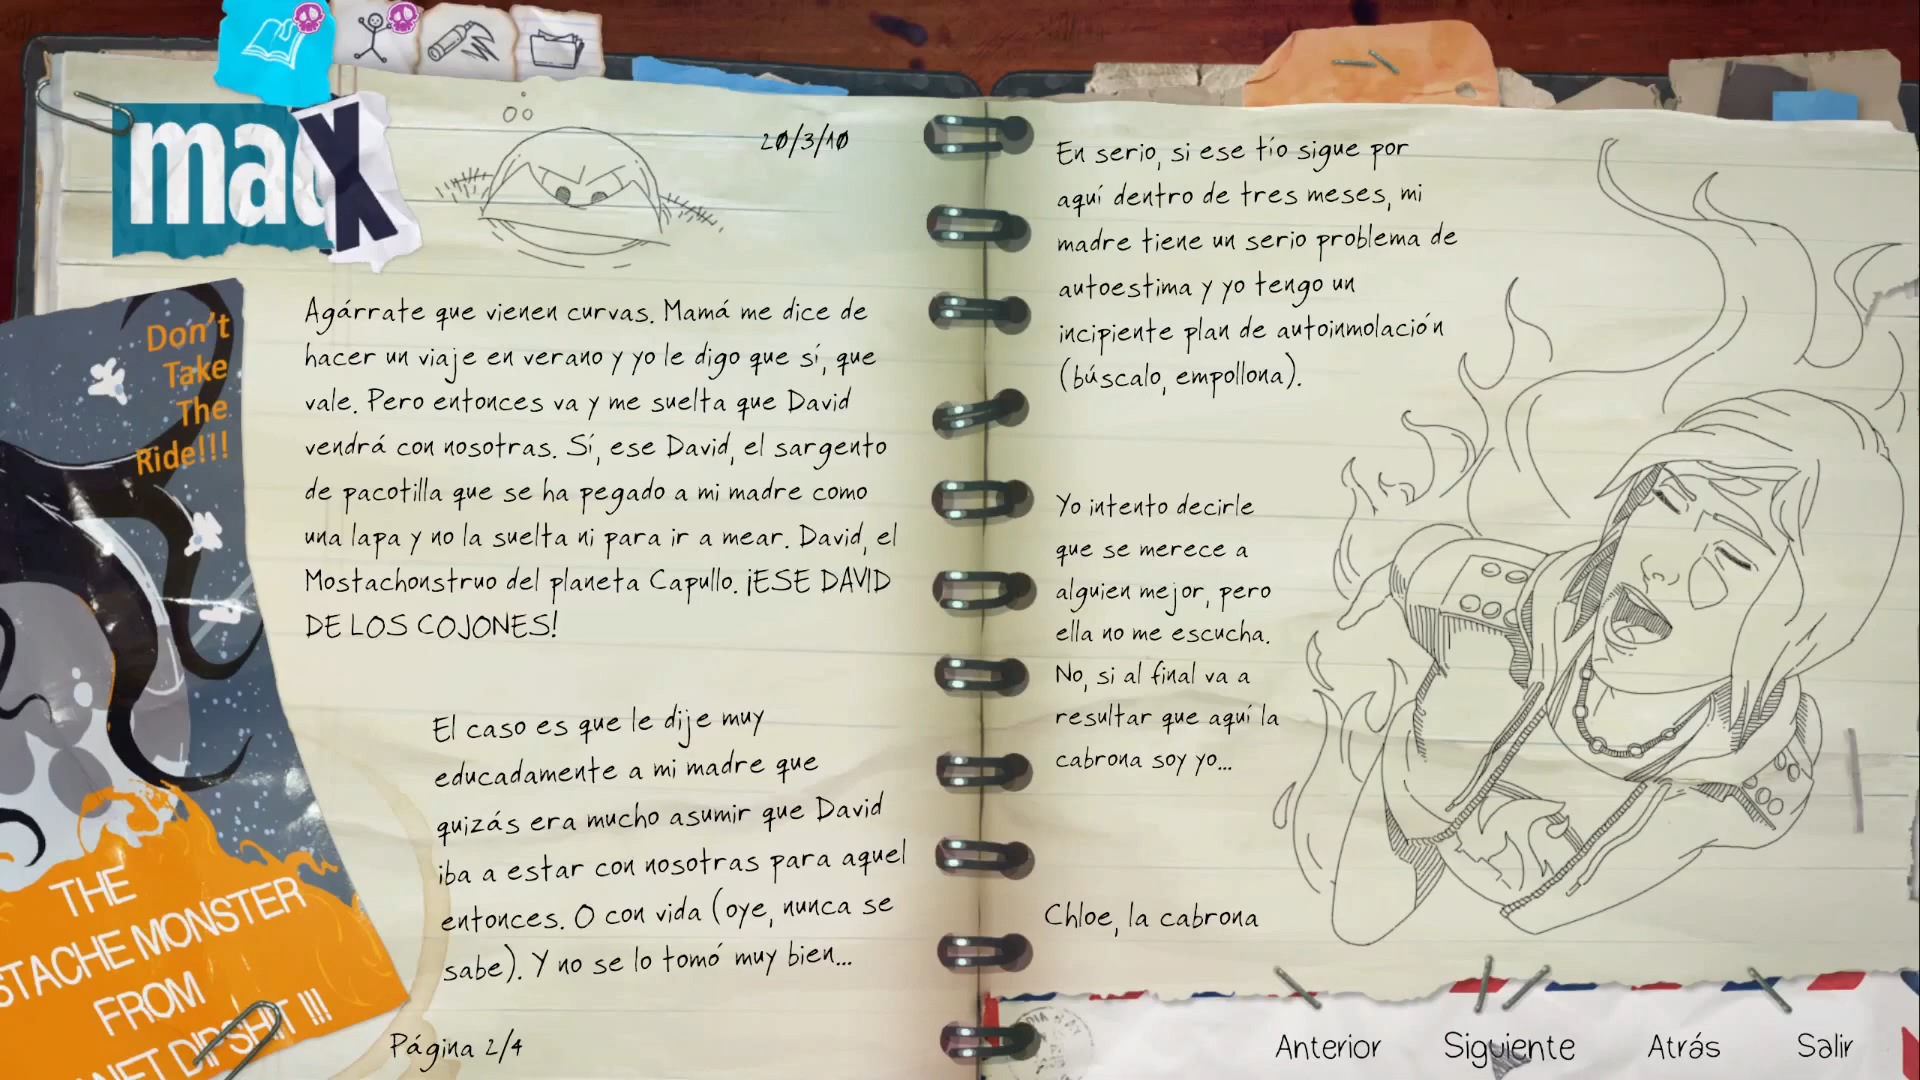 madX
20/3/10
Don't
Take
The
Ride!!!
Agárrate que vienen curvas. Mamá me dice de
hacer un viaje en verano y yo le digo que sí, que
vale. Pero entonces va y me suelta que David
vendrá con nosotras. Sí, ese David, el sargento
de pacotilla que se ha pegado a mi madre como
una lapa y no la suelta ni para ir a mear. David, el
Mostachonstruo del planeta Capullo. ¡ESE DAVID
DE LOS COJONES!
El caso es que le dije muy
educadamente a mi madre que
quizás era mucho asumir que David
iba a estar con nosotras para aquel
entonces. O con vida (oye, nunca se
sabe). Y no se lo tomó muy bien...
THE
STACHE MONSTER
FROM
NET DIPSHIT !!!
Página 2/4
En serio, si ese tío sigue por
aquí dentro de tres meses, mi
madre tiene un serio problema de
autoestima y yo tengo un
incipiente plan de autoinmolación
(búscalo, empollona).
Yo intento decirle
que se merece a
alguien mejor, pero
ella no me escucha.
No, si al final va a
resultar que aquí la
cabrona soy yo...
Chloe, la cabrona
Anterior
Siguiente
Atrás
Salir